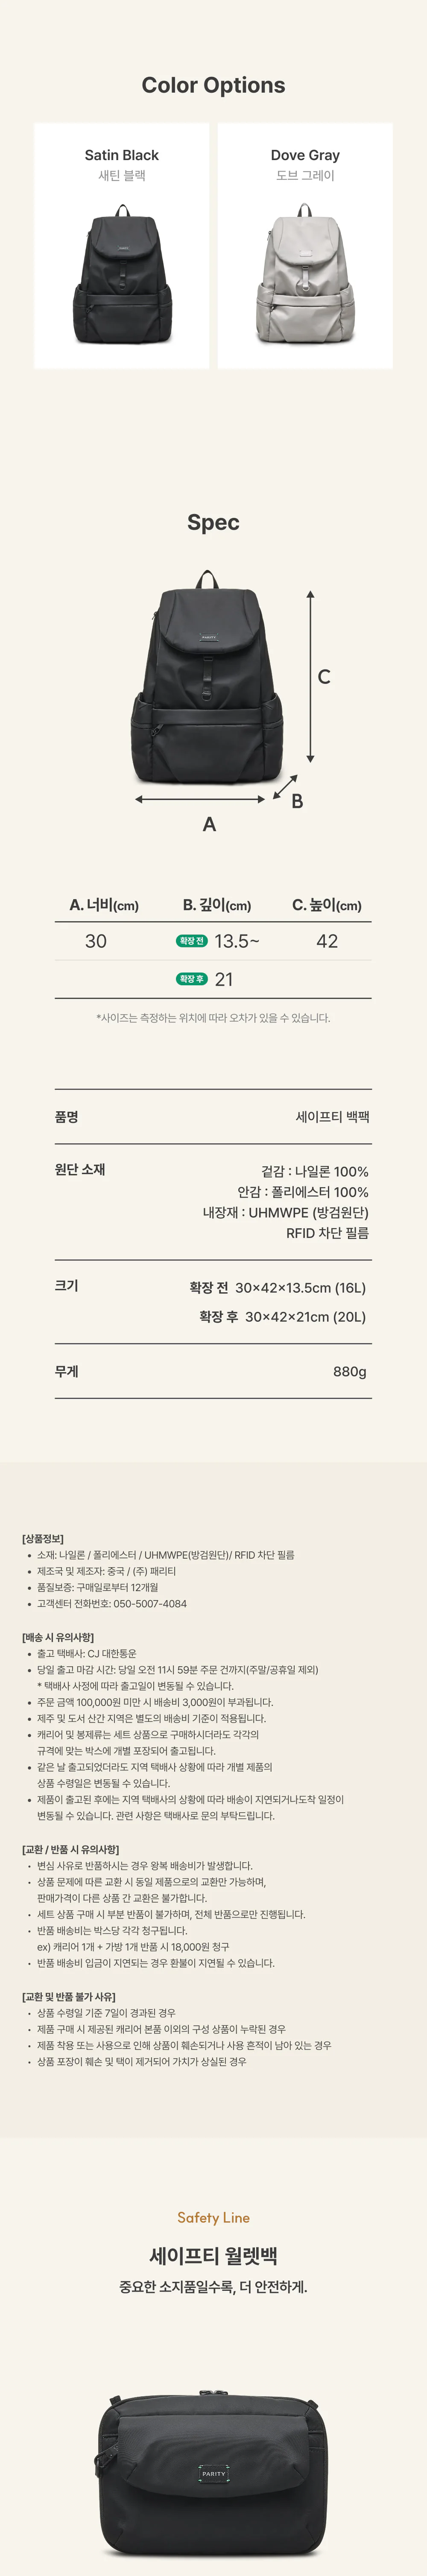 Color Options
Satin Black
새틴 블랙
Dove Gray
도브 그레이
PARITY
Spec
PARITY
C
B
A
A. 너비(cm) B. 깊이(cm) C. 높이(cm)
30 확장 전 13.5~ 42
확장 후 21
*사이즈는 측정하는 위치에 따라 오차가 있을 수 있습니다.
품명 세이프티 백팩
원단 소재 겉감 : 나일론 100%
안감 : 폴리에스터 100%
내장재 : UHMWPE (방검원단)
RFID 차단 필름
크기 확장 전 30×42×13.5cm (16L)
확장 후 30×42×21cm (20L)
무게 880g
[상품정보]
• 소재: 나일론 / 폴리에스터 / UHMWPE(방검원단)/ RFID 차단 필름
• 제조국 및 제조자: 중국 / (주) 패리티
• 품질보증: 구매일로부터 12개월
• 고객센터 전화번호: 050-5007-4084
[배송 시 유의사항]
• 출고 택배사: CJ 대한통운
• 당일 출고 마감 시간: 당일 오전 11시 59분 주문 건까지(주말/공휴일 제외)
* 택배사 사정에 따라 출고일이 변동될 수 있습니다.
• 주문 금액 100,000원 미만 시 배송비 3,000원이 부과됩니다.
• 제주 및 도서 산간 지역은 별도의 배송비 기준이 적용됩니다.
• 캐리어 및 봉제류는 세트 상품으로 구매하시더라도 각각의
규격에 맞는 박스에 개별 포장되어 출고됩니다.
• 같은 날 출고되었더라도 지역 택배사 상황에 따라 개별 제품의
상품 수령일은 변동될 수 있습니다.
• 제품이 출고된 후에는 지역 택배사의 상황에 따라 배송이 지연되거나도착 일정이
변동될 수 있습니다. 관련 사항은 택배사로 문의 부탁드립니다.
[교환 / 반품 시 유의사항]
• 변심 사유로 반품하시는 경우 왕복 배송비가 발생합니다.
• 상품 문제에 따른 교환 시 동일 제품으로의 교환만 가능하며,
판매가격이 다른 상품 간 교환은 불가합니다.
• 세트 상품 구매 시 부분 반품이 불가하며, 전체 반품으로만 진행됩니다.
• 반품 배송비는 박스당 각각 청구됩니다.
ex) 캐리어 1개 + 가방 1개 반품 시 18,000원 청구
• 반품 배송비 입금이 지연되는 경우 환불이 지연될 수 있습니다.
[교환 및 반품 불가 사유]
• 상품 수령일 기준 7일이 경과된 경우
• 제품 구매 시 제공된 캐리어 본품 이외의 구성 상품이 누락된 경우
• 제품 착용 또는 사용으로 인해 상품이 훼손되거나 사용 흔적이 남아 있는 경우
• 상품 포장이 훼손 및 택이 제거되어 가치가 상실된 경우
Safety Line
세이프티 월렛백
중요한 소지품일수록, 더 안전하게.
PARITY